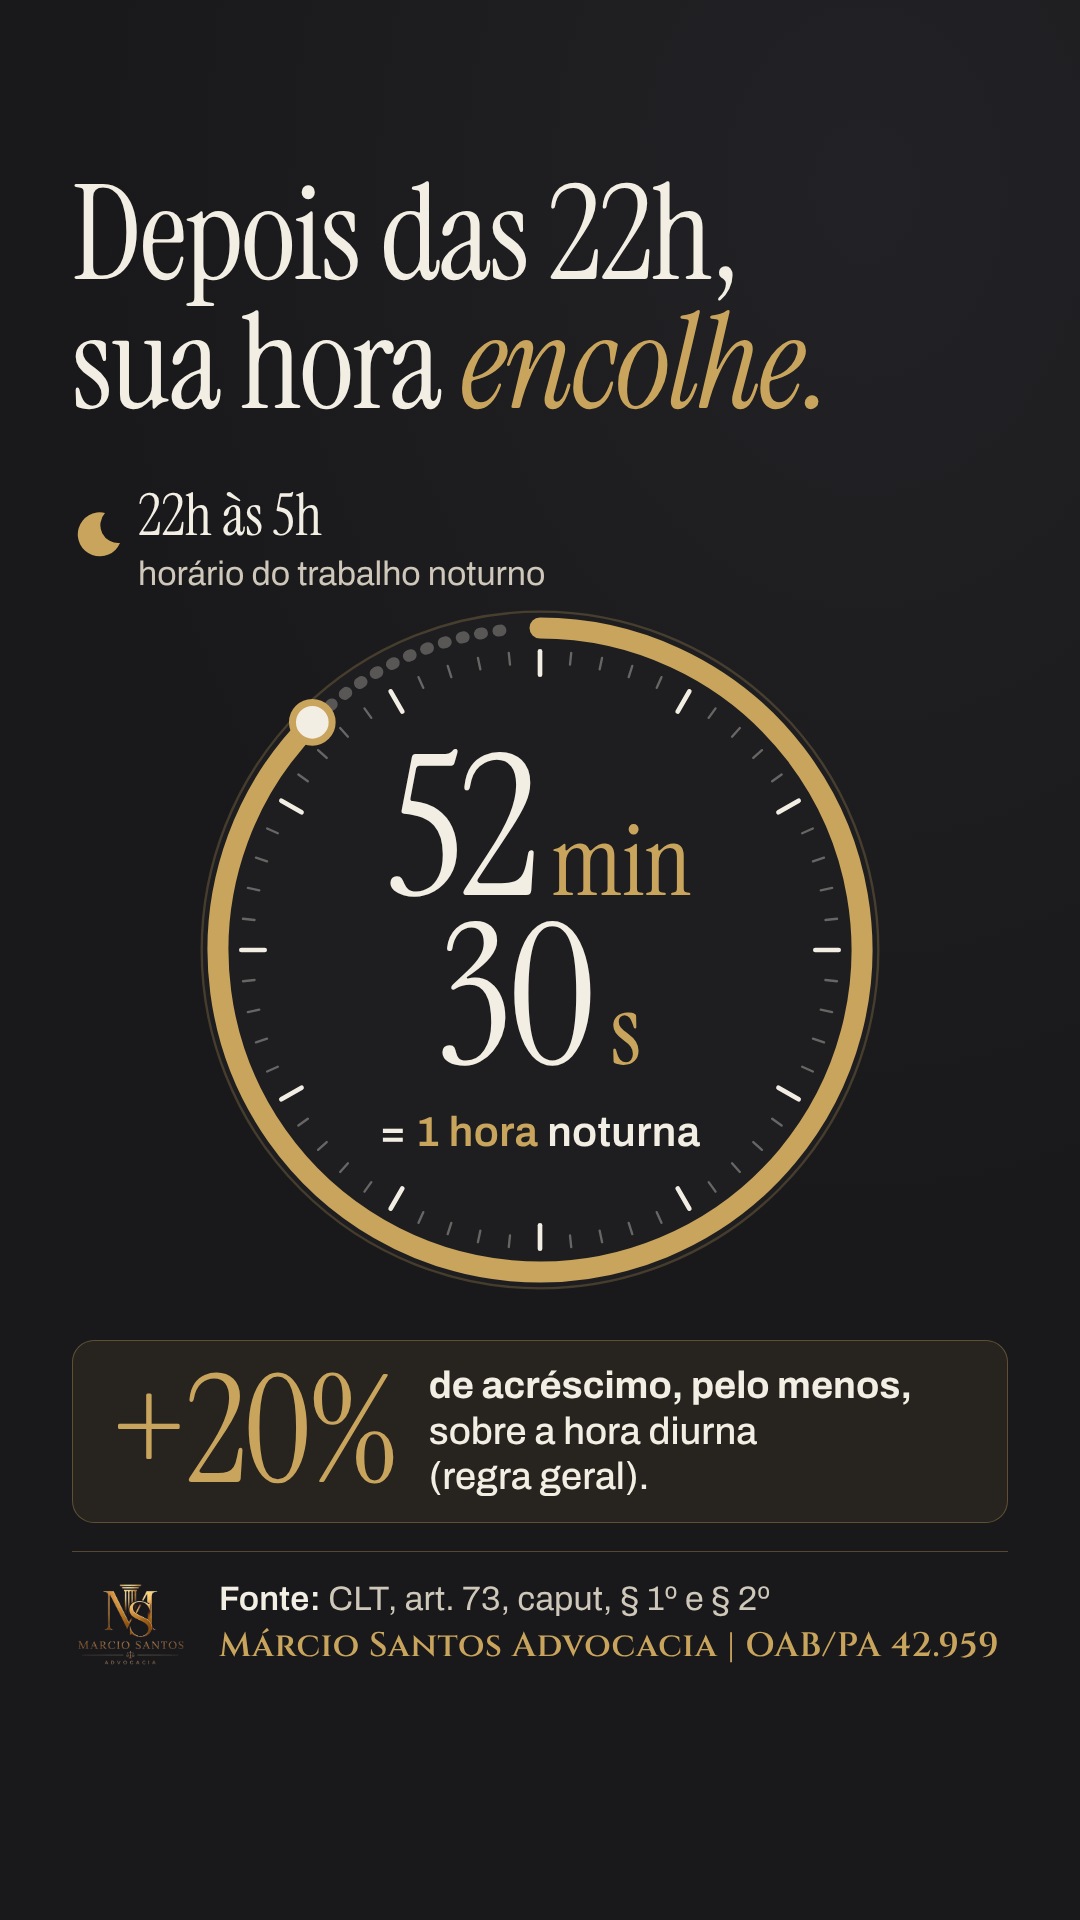 Depois das 22h,
sua hora encolhe.
22h às 5h
horário do trabalho noturno
52 min
30 s
= 1 hora noturna
+20%
de acréscimo, pelo menos,
sobre a hora diurna
(regra geral).
Fonte: CLT, art. 73, caput, § 1º e § 2º
MÁRCIO SANTOS ADVOCACIA | OAB/PA 42.959
MS
MARCIO SANTOS
ADVOCACIA